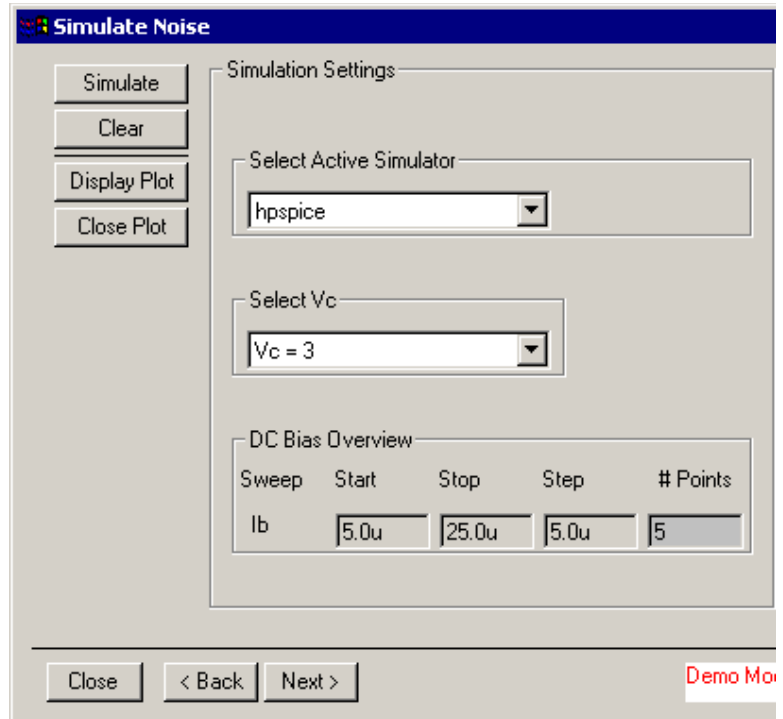 Simulate Noise
Simulate
Clear
Display Plot
Close Plot
Simulation Settings
Select Active Simulator
hpspice
Select Vc
Vc = 3
DC Bias Overview
Sweep Start Stop Step # Points
Ib 5.0u 25.0u 5.0u 5
Close < Back Next >
Demo